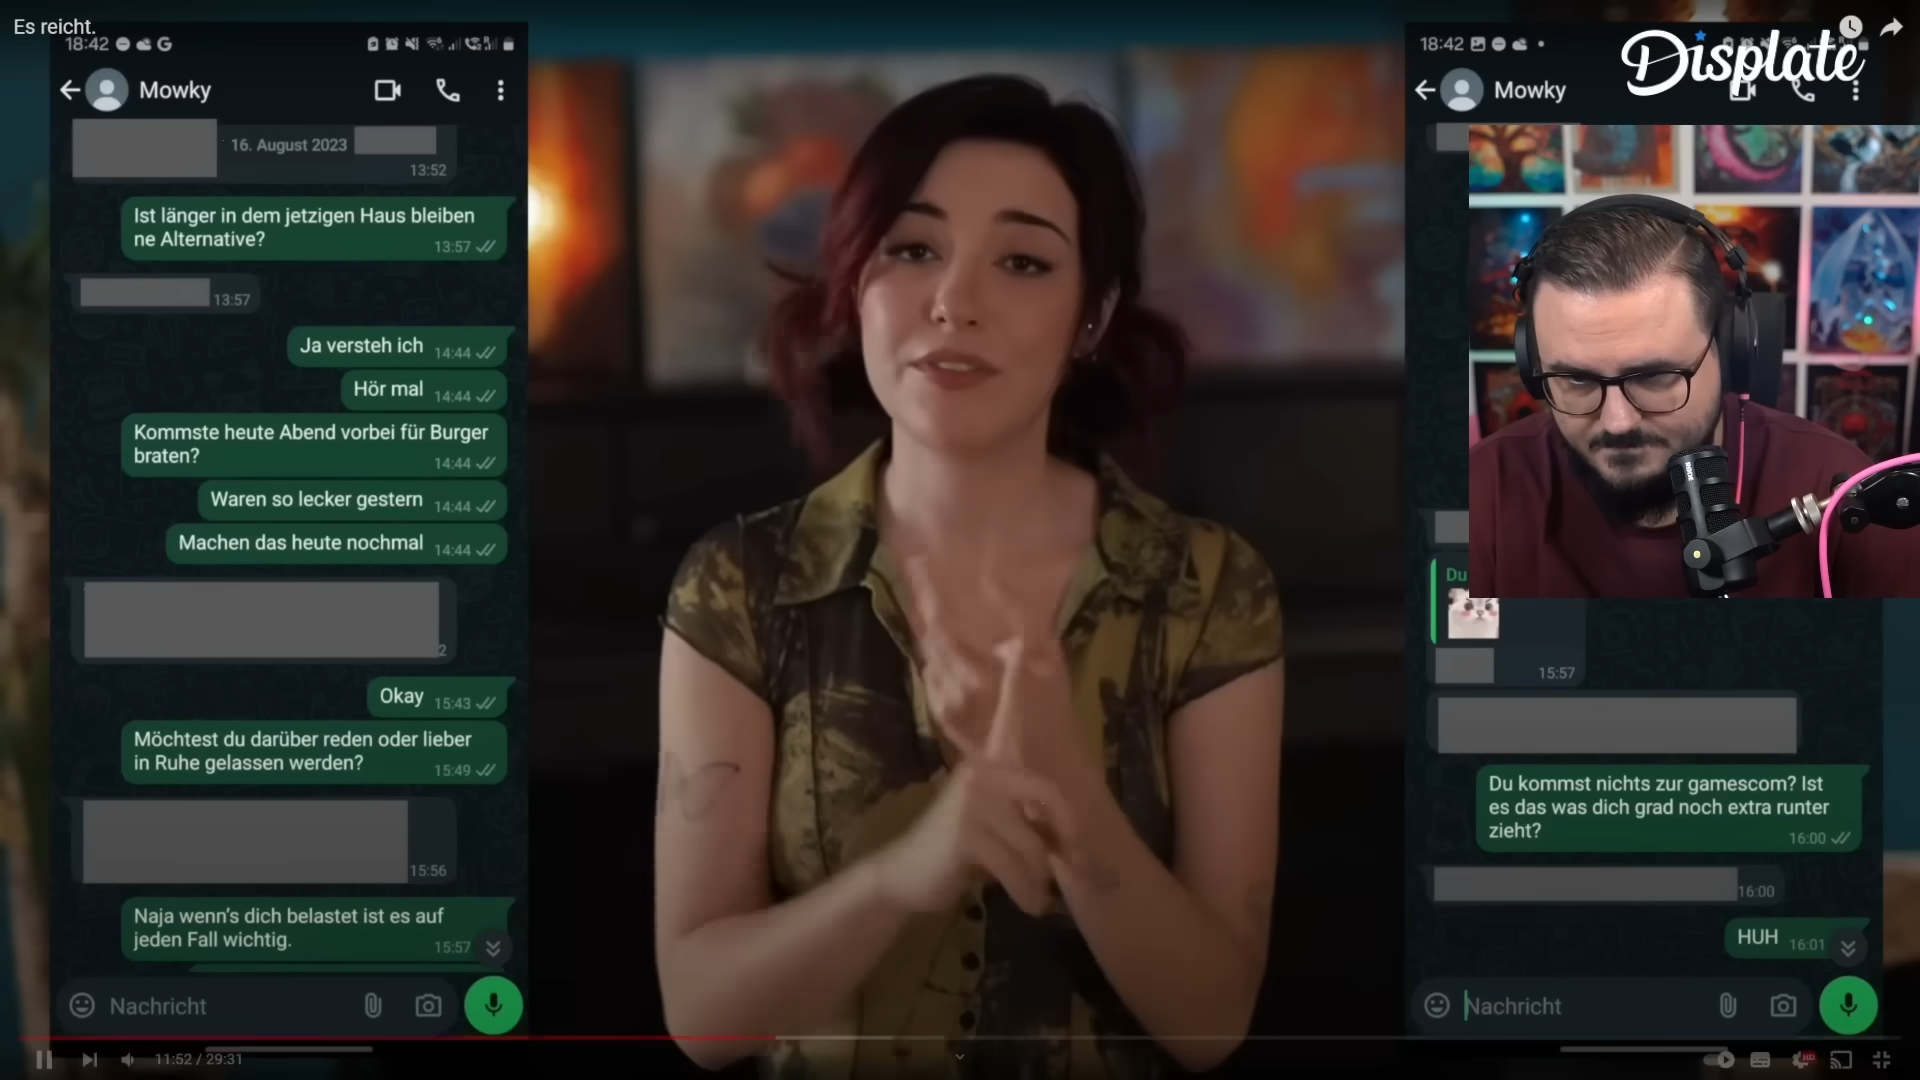 Es reicht.
18:42
Mowky
16. August 2023
13:52
Ist länger in dem jetzigen Haus bleiben
ne Alternative?
13:57
13:57
Ja versteh ich
14:44
Hör mal
14:44
Kommste heute Abend vorbei für Burger
braten?
14:44
Waren so lecker gestern
14:44
Machen das heute nochmal
14:44
2
Okay
15:43
Möchtest du darüber reden oder lieber
in Ruhe gelassen werden?
15:49
15:56
Naja wenn's dich belastet ist es auf
jeden Fall wichtig.
15:57
Nachricht
11:52 / 29:31
18:42
Displate
Mowky
RØDE
Du
15:57
Du kommst nichts zur gamescom? Ist
es das was dich grad noch extra runter
zieht?
16:00
16:00
HUH
16:01
Nachricht
HD